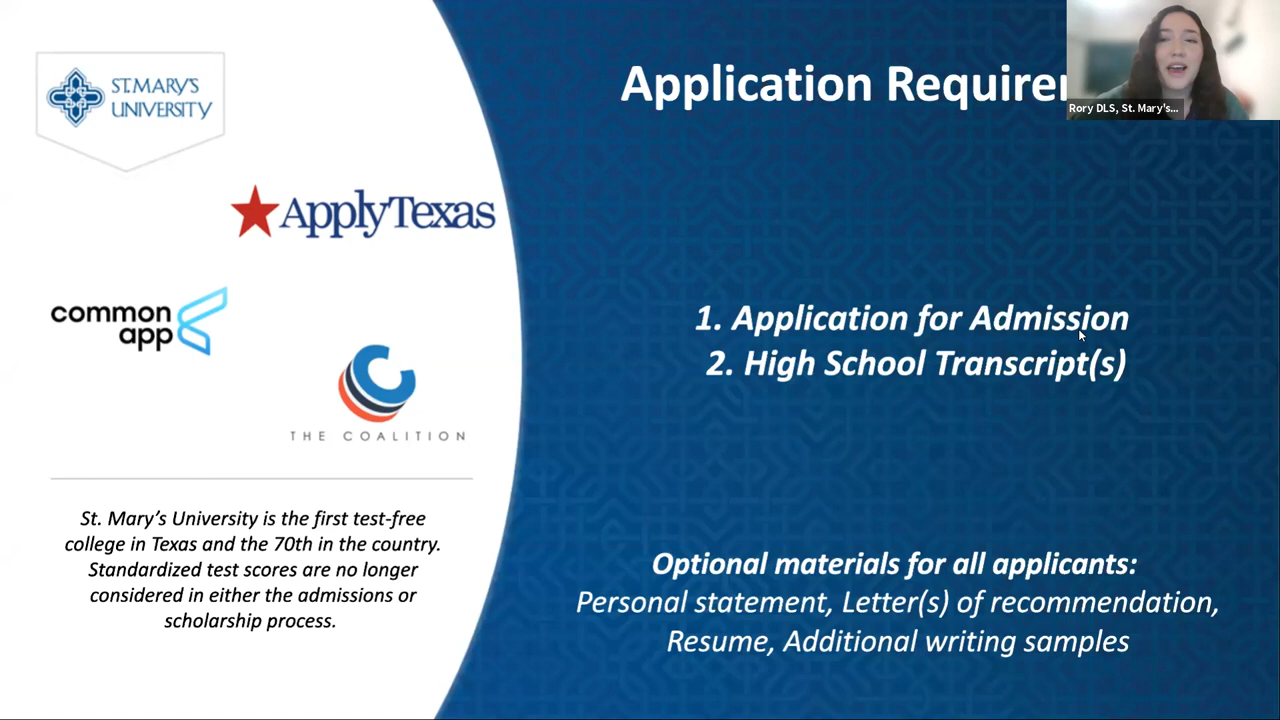 ST. MARY'S
UNIVERSITY
ApplyTexas
common
app
THE COALITION
St. Mary's University is the first test-free
college in Texas and the 70th in the country.
Standardized test scores are no longer
considered in either the admissions or
scholarship process.
Application Requirem
Rory DLS, St. Mary's...
1. Application for Admission
2. High School Transcript(s)
Optional materials for all applicants:
Personal statement, Letter(s) of recommendation,
Resume, Additional writing samples